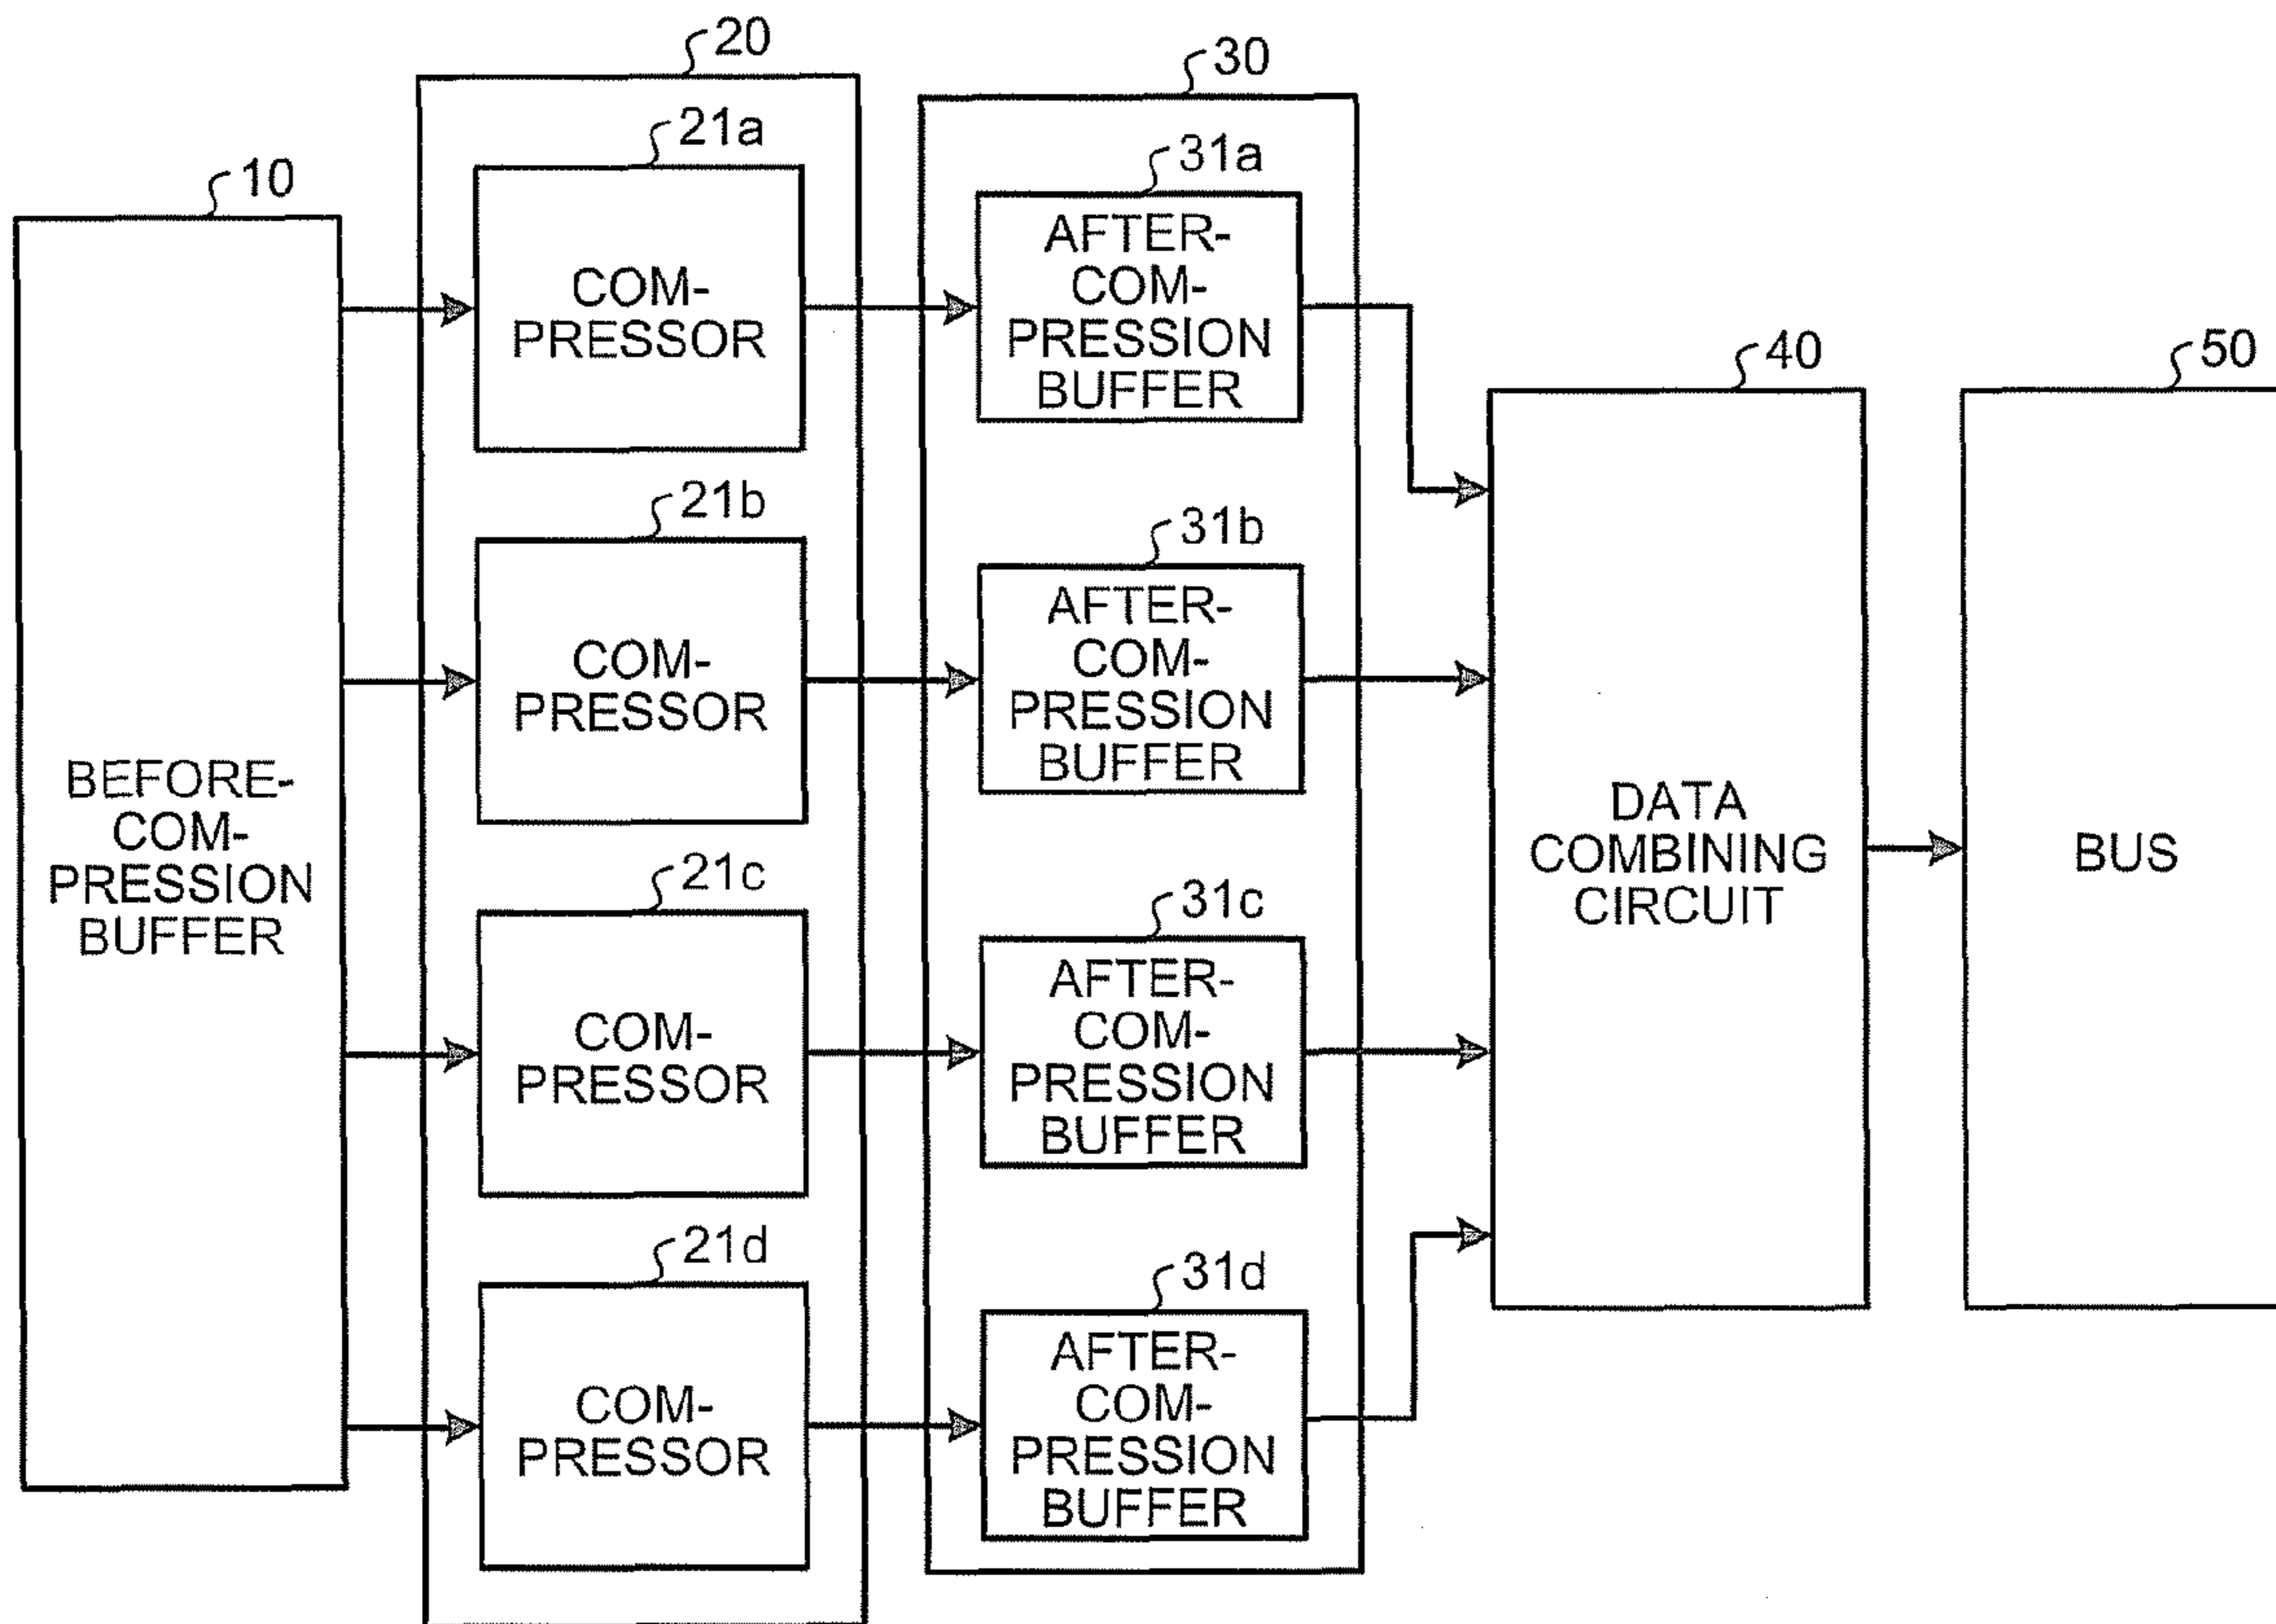 20
30
21a
31a
10
AFTER-
COM-
PRESSION
BUFFER
COM-
PRESSOR
40
50
21b
31b
AFTER-
COM-
PRESSION
BUFFER
COM-
PRESSOR
BEFORE-
COM-
PRESSION
BUFFER
DATA
COMBINING
CIRCUIT
BUS
21c
31c
AFTER-
COM-
PRESSION
BUFFER
COM-
PRESSOR
21d
31d
AFTER-
COM-
PRESSION
BUFFER
COM-
PRESSOR